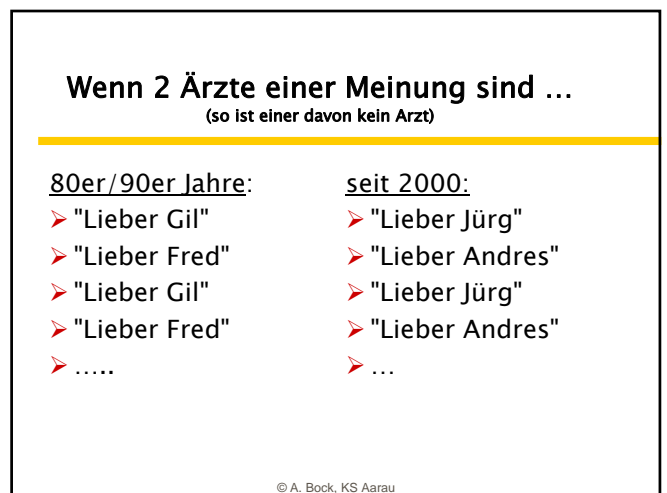 Wenn 2 Ärzte einer Meinung sind …
(so ist einer davon kein Arzt)
80er/90er Jahre:
"Lieber Gil"
"Lieber Fred"
"Lieber Gil"
"Lieber Fred"
…..
seit 2000:
"Lieber Jürg"
"Lieber Andres"
"Lieber Jürg"
"Lieber Andres"
…
© A. Bock, KS Aarau